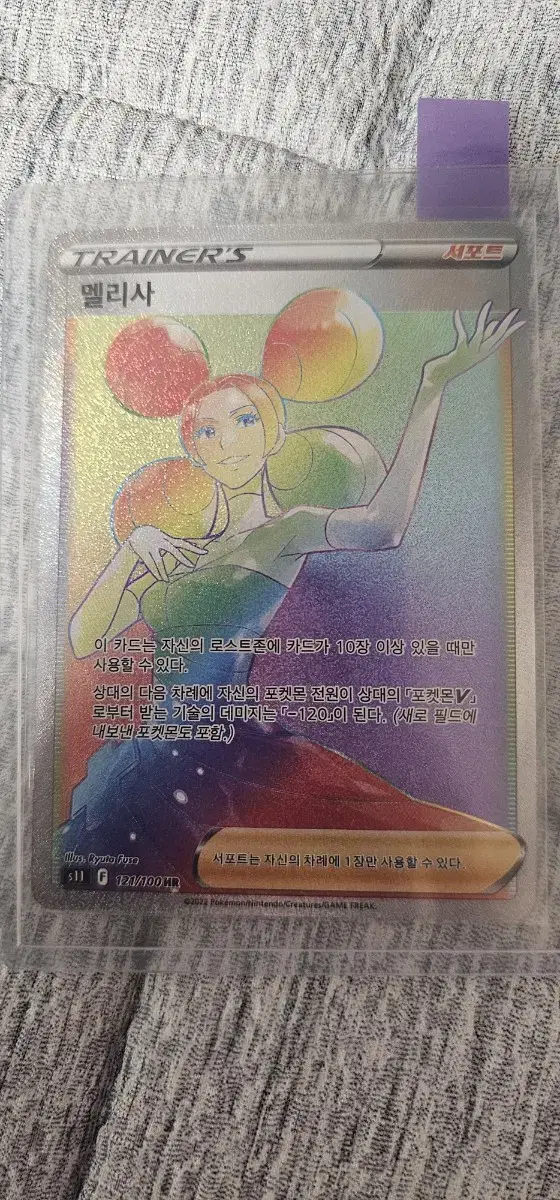 TRAINER'S 서포트
멜리사
이 카드는 자신의 로스트존에 카드가 10장 이상 있을 때만
사용할 수 있다.
상대의 다음 차례에 자신의 포켓몬 전원이 상대의 「포켓몬V」
로부터 받는 기술의 데미지는 「-120」이 된다. (새로 필드에
내보낸 포켓몬도 포함.)
Illus. Ryuta Fuse
서포트는 자신의 차례에 1장만 사용할 수 있다.
s11 F 121/100 HR
©2022 Pokémon/Nintendo/Creatures/GAME FREAK.